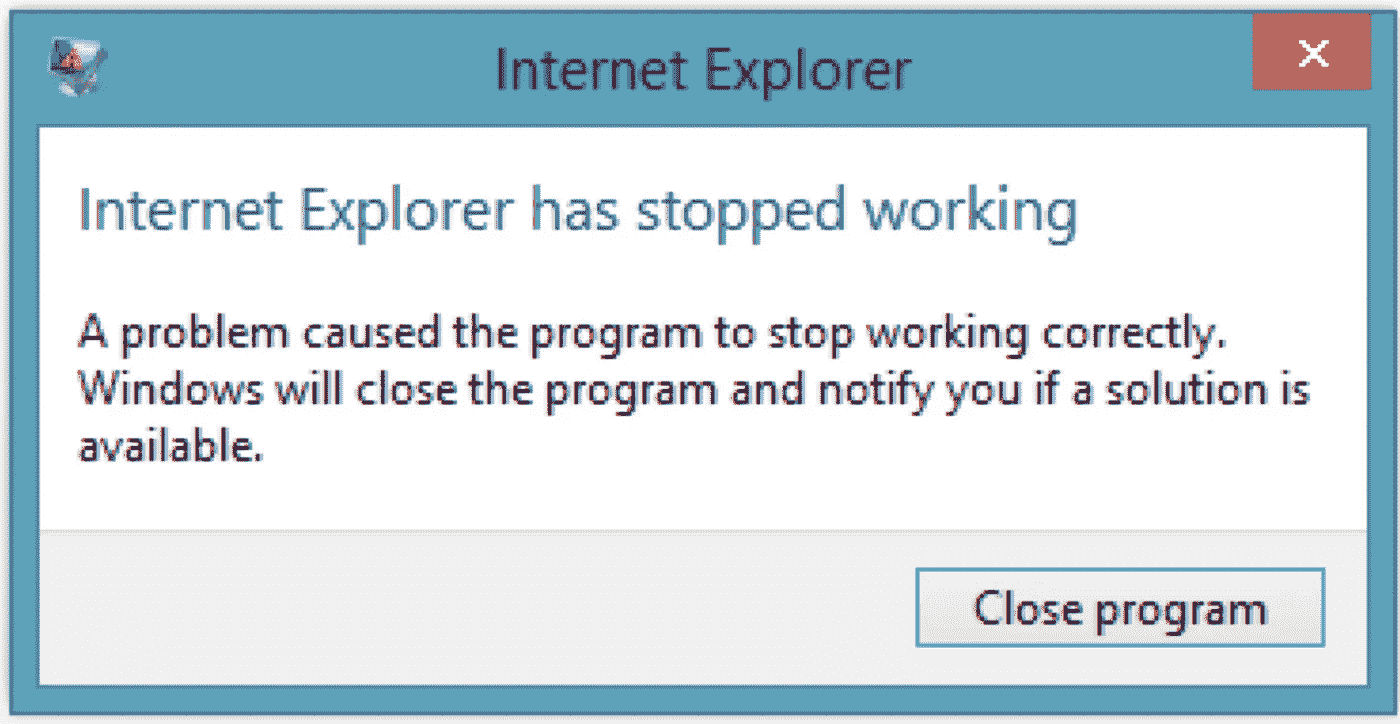 Internet Explorer
Internet Explorer has stopped working
A problem caused the program to stop working correctly.
Windows will close the program and notify you if a solution is
available.
Close program